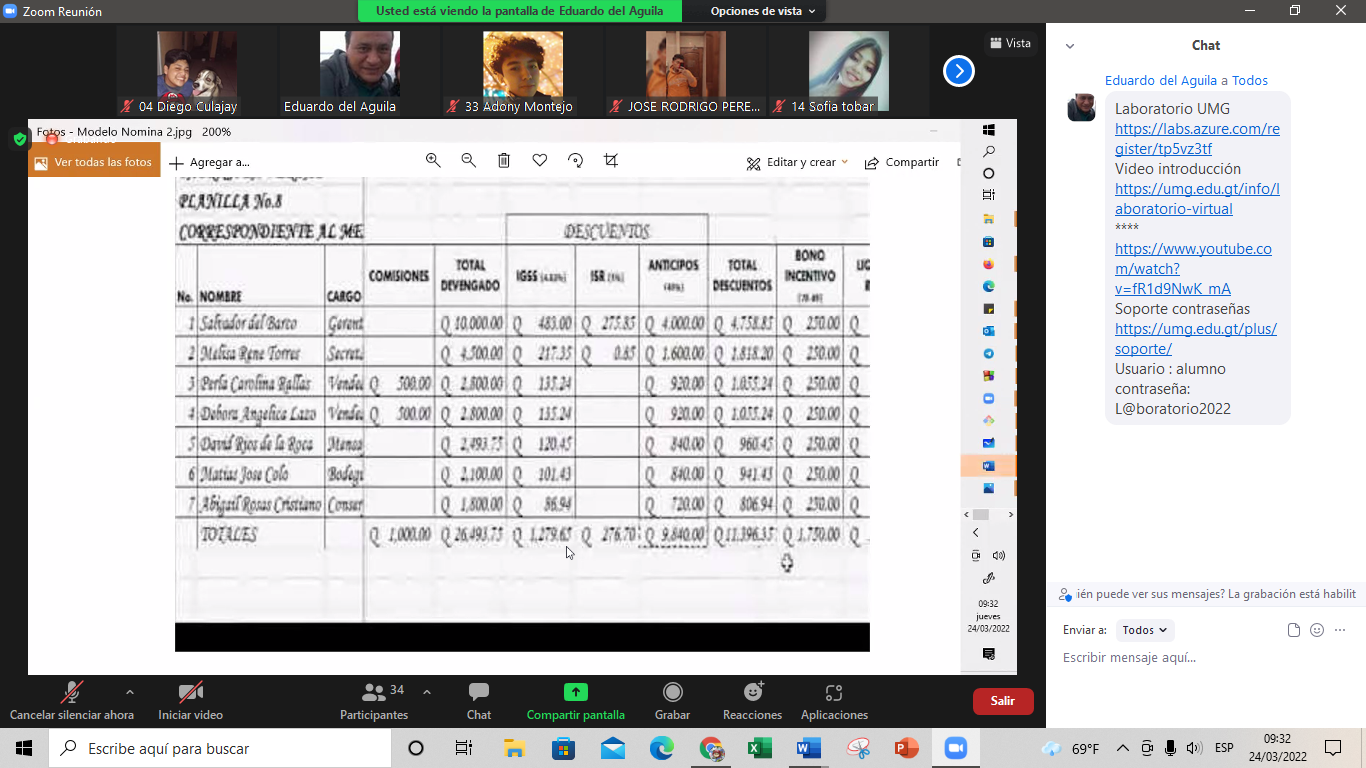 Zoom Reunión
Usted está viendo la pantalla de Eduardo del Aguila
Opciones de vista
Vista
04 Diego Culajay
Eduardo del Aguila
33 Adony Montejo
JOSE RODRIGO PERE...
14 Sofia tobar
Fotos - Modelo Nomina 2.jpg 200%
Ver todas las fotos
Agregar a...
Editar y crear
Compartir
PLANILLA No.8
CORRESPONDIENTE AL ME
DESCUENTOS
No. NOMBRE CARGO COMISIONES TOTAL DEVENGADO IGSS (4.83%) ISR (5%) ANTICIPOS (40%) TOTAL DESCUENTOS BONO INCENTIVO
1 Salvador del Barco Gerent Q 10,000.00 Q 483.00 Q 275.85 Q 4,000.00 Q 4,758.85 Q 250.00 Q
2 Melisa Rene Torres Secret Q 4,500.00 Q 217.35 Q 0.85 Q 1,600.00 Q 1,818.20 Q 250.00 Q
3 Perla Carolina Rallas Vende Q 500.00 Q 2,800.00 Q 135.24 Q 920.00 Q 1,055.24 Q 250.00 Q
4 Debora Angelica Lazo Vende Q 500.00 Q 2,800.00 Q 135.24 Q 920.00 Q 1,055.24 Q 250.00 Q
5 David Rios de la Roca Mensa Q 2,493.75 Q 120.45 Q 840.00 Q 960.45 Q 250.00 Q
6 Matias Jose Colo Bodeg Q 2,100.00 Q 101.43 Q 840.00 Q 941.43 Q 250.00 Q
7 Abigail Rosas Cristiano Conser Q 1,800.00 Q 86.94 Q 720.00 Q 806.94 Q 250.00 Q
TOTALES Q 1,000.00 Q 26,493.75 Q 1,279.65 Q 276.70 Q 9,840.00 Q 11,396.35 Q 1,750.00 Q
09:32
jueves
24/03/2022
Chat
Eduardo del Aguila a Todos
Laboratorio UMG
https://labs.azure.com/re
gister/tp5vz3tf
Video introducción
https://umg.edu.gt/info/l
aboratorio-virtual
****
https://www.youtube.co
m/watch?
v=fR1d9NwK_mA
Soporte contraseñas
https://umg.edu.gt/plus/
soporte/
Usuario : alumno
contraseña:
L@boratorio2022
ién puede ver sus mensajes? La grabación está habilit
Enviar a: Todos
Escribir mensaje aquí...
Cancelar silenciar ahora
Iniciar video
34
Participantes
Chat
Compartir pantalla
Grabar
Reacciones
Aplicaciones
Salir
Escribe aquí para buscar
69°F
ESP
09:32
24/03/2022